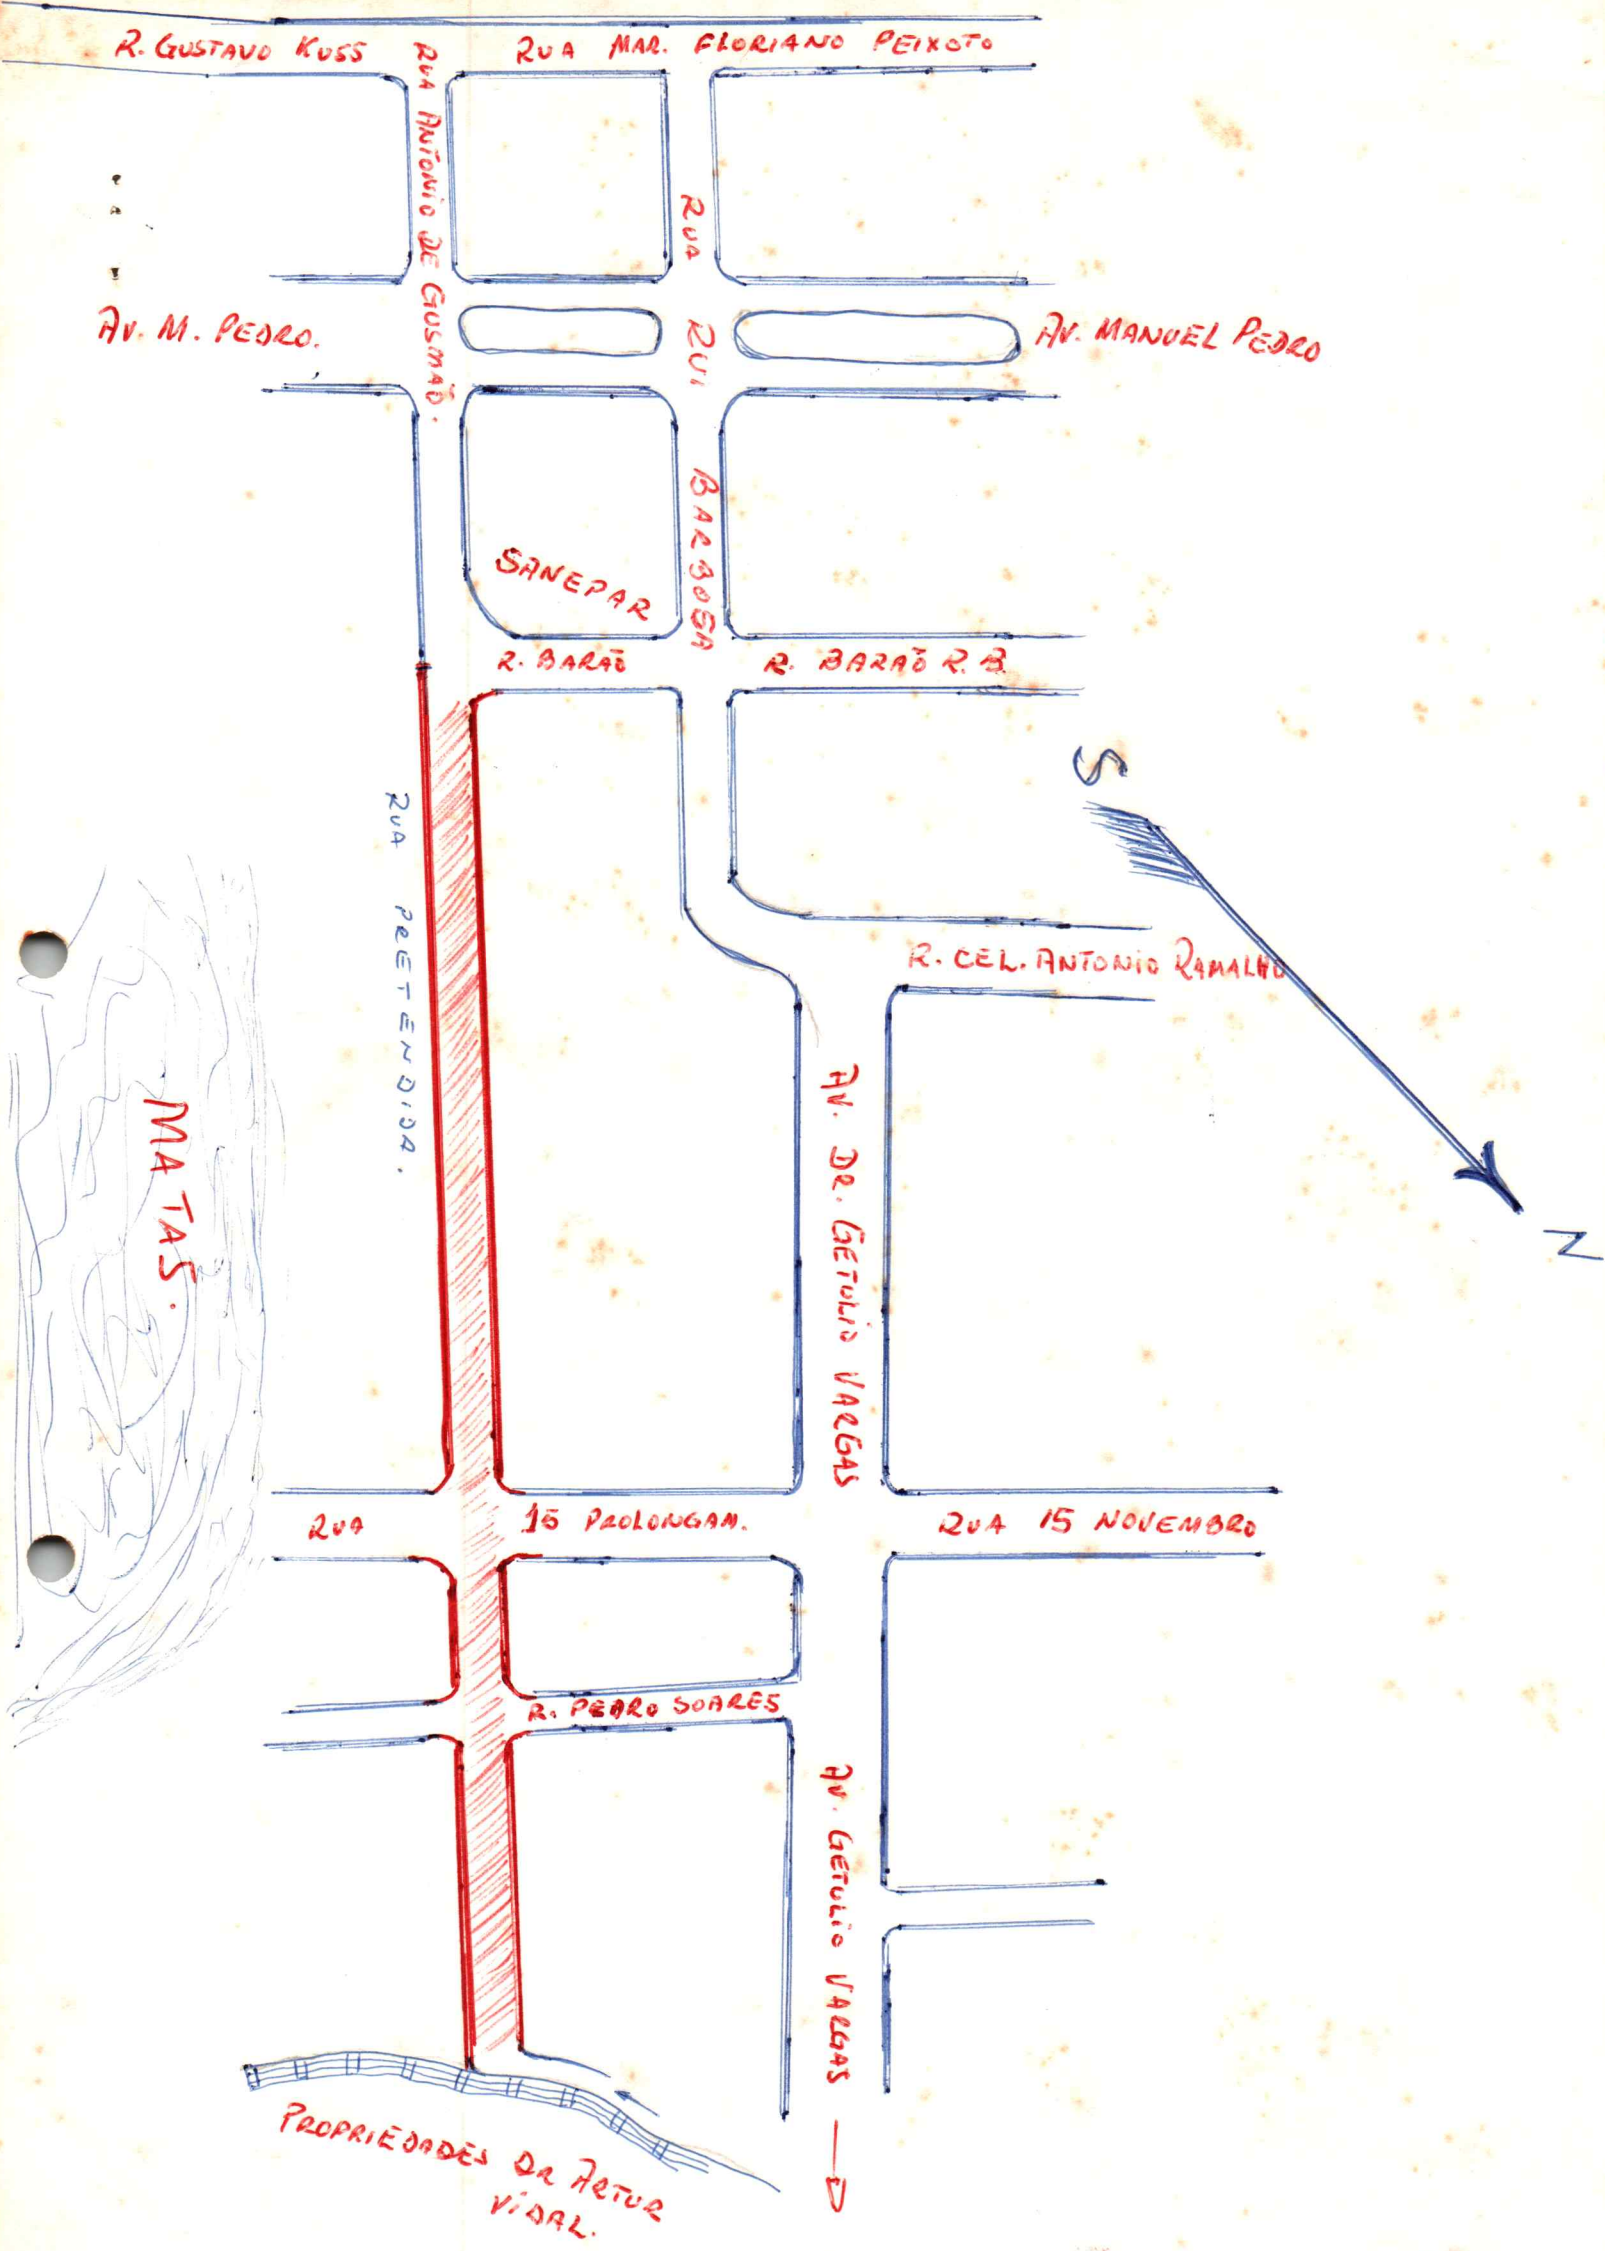 R. GUSTAVO KUSS
RUA MAR. FLORIANO PEIXOTO
RUA ANTONIO DE GUSMÃO.
RUA RUI BARBOSA
AV. M. PEDRO.
AV. MANUEL PEDRO
SANEPAR
R. BARÃO
R. BARÃO R. B.
S
RUA PRETENDIDA.
R. CEL. ANTONIO RAMALHO
AV. DR. GETULIO VARGAS
N
MATAS.
RUA
15 PROLONGAM.
RUA 15 NOVEMBRO
R. PEDRO SOARES
AV. GETULIO VARGAS
PROPRIEDADES DR ARTUR
VIDAL.